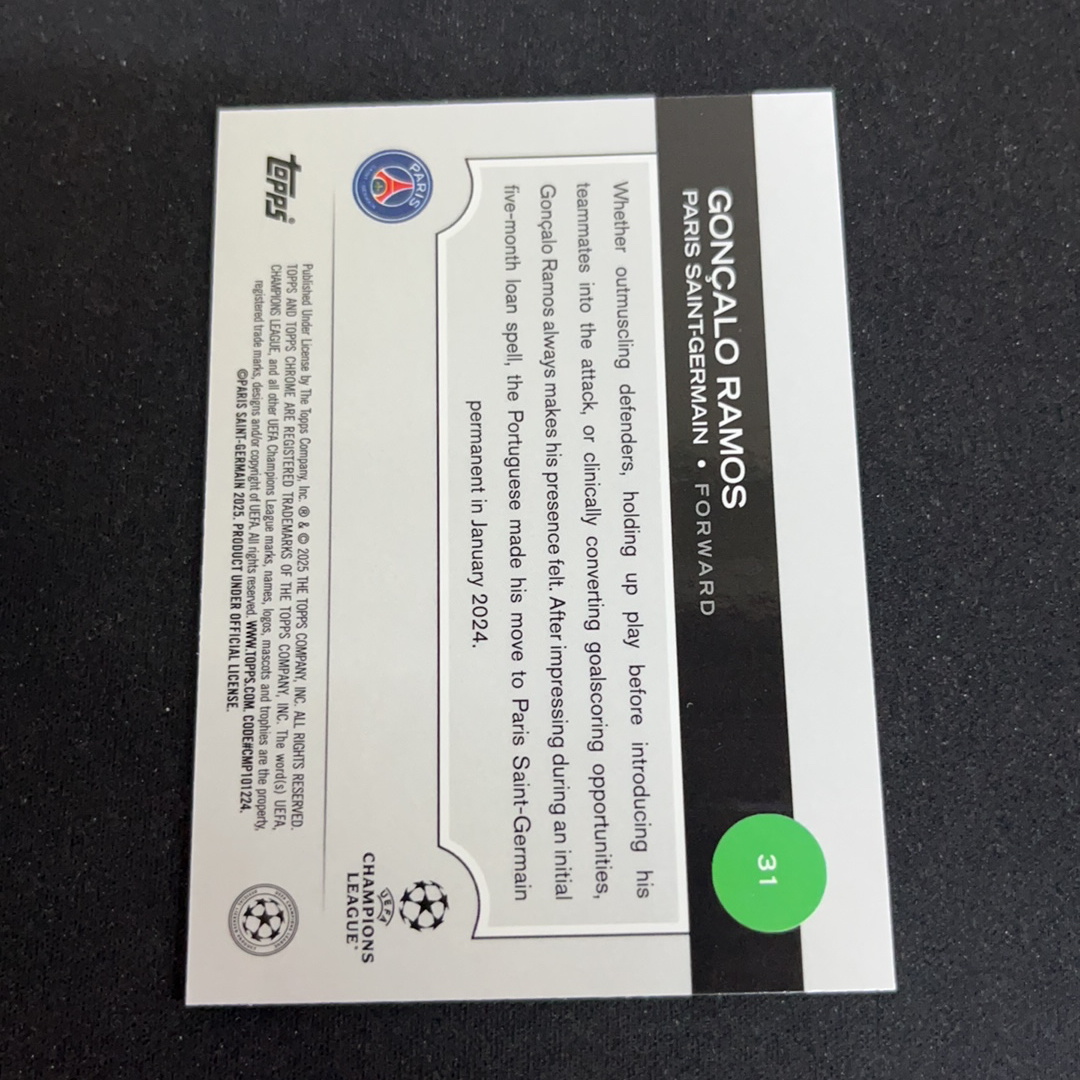 31
GONÇALO RAMOS
PARIS SAINT-GERMAIN • FORWARD
Whether outmuscling defenders, holding up play before introducing his
teammates into the attack, or clinically converting goalscoring opportunities,
Gonçalo Ramos always makes his presence felt. After impressing during an initial
five-month loan spell, the Portuguese made his move to Paris Saint-Germain
permanent in January 2024.
PARIS
UEFA
CHAMPIONS
LEAGUE
topps
Published Under License by The Topps Company, Inc. ® & © 2025 THE TOPPS COMPANY, INC. ALL RIGHTS RESERVED.
TOPPS AND TOPPS CHROME ARE REGISTERED TRADEMARKS OF THE TOPPS COMPANY, INC. The word(s) UEFA,
CHAMPIONS LEAGUE, and all other UEFA Champions League marks, names, logos, mascots and trophies are the property,
registered trade marks, designs and/or copyright of UEFA. All rights reserved. WWW.TOPPS.COM. CODE#CMP101224.
©PARIS SAINT-GERMAIN 2025. PRODUCT UNDER OFFICIAL LICENSE.